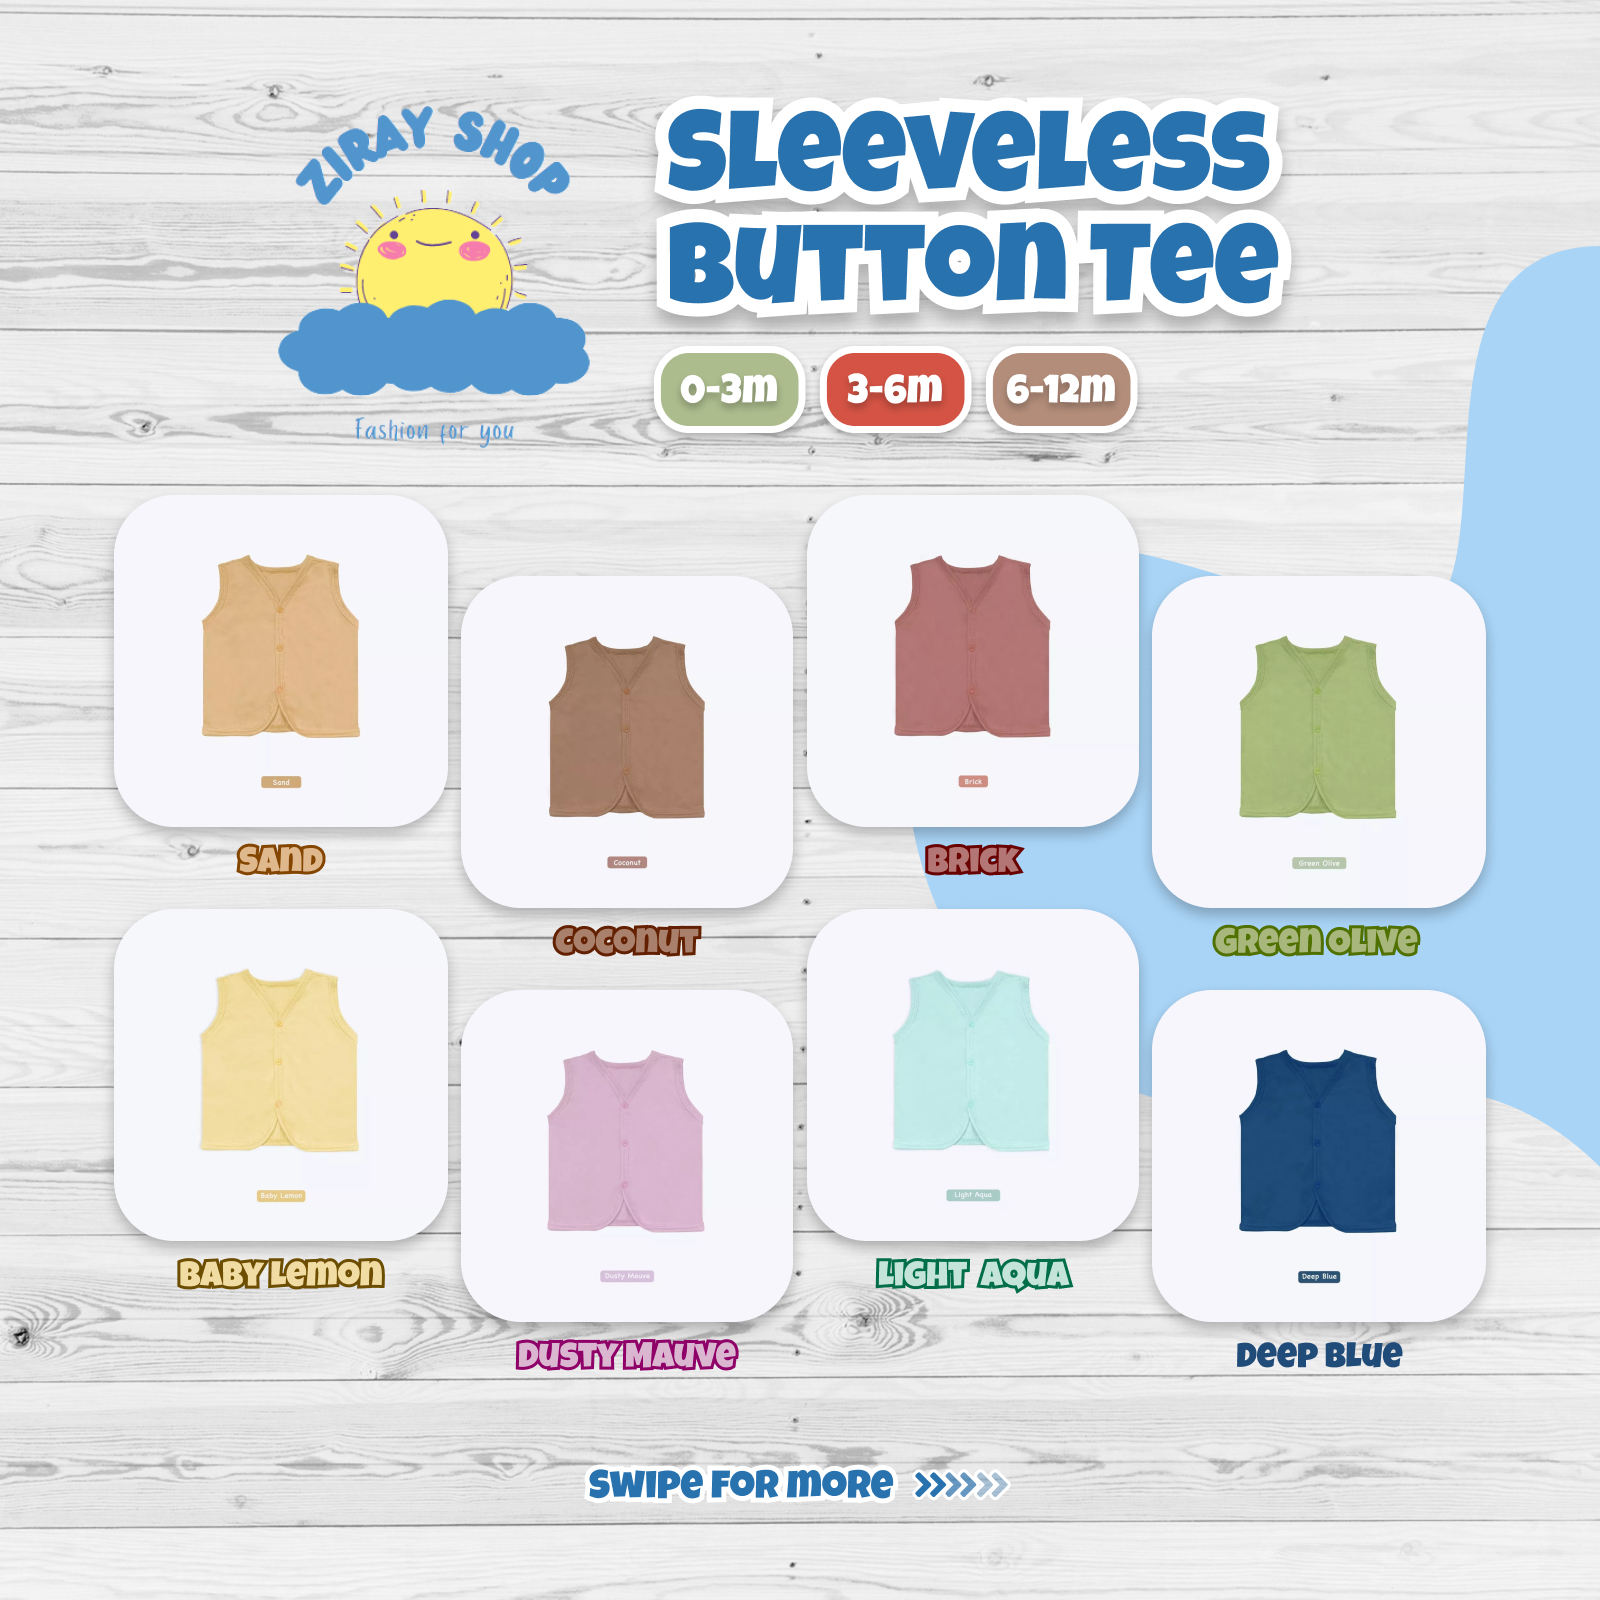 ZIRAY SHOP
Fashion for you
SLeeveLess
BuTTOn Tee
0-3m
3-6m
6-12m
Sand
SAND
Coconut
COCOnuT
Brick
BRICK
Green Olive
GReen OLIVe
Baby Lemon
BABY Lemon
Dusty Mauve
DuSTY MAuVe
Light Aqua
LIGHT AQUA
Deep Blue
DeeP BLue
SWIPe FOR mORe